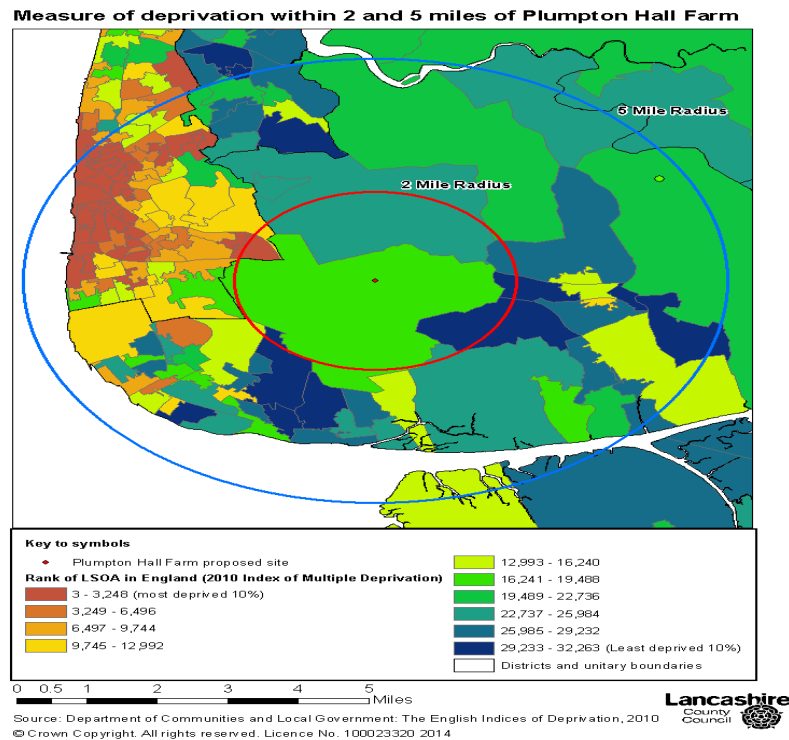 Measure of deprivation within 2 and 5 miles of Plumpton Hall Farm
5 Mile Radius
2 Mile Radius
Key to symbols
Plumpton Hall Farm proposed site
Rank of LSOA in England (2010 Index of Multiple Deprivation)
3 - 3,248 (most deprived 10%)
3,249 - 6,496
6,497 - 9,744
9,745 - 12,992
12,993 - 16,240
16,241 - 19,488
19,489 - 22,736
22,737 - 25,984
25,985 - 29,232
29,233 - 32,263 (Least deprived 10%)
Districts and unitary boundaries
0 0.5 1 2 3 4 5
Miles
Lancashire
County
Council
Source: Department of Communities and Local Government: The English Indices of Deprivation, 2010
© Crown Copyright. All rights reserved. Licence No. 100023320 2014